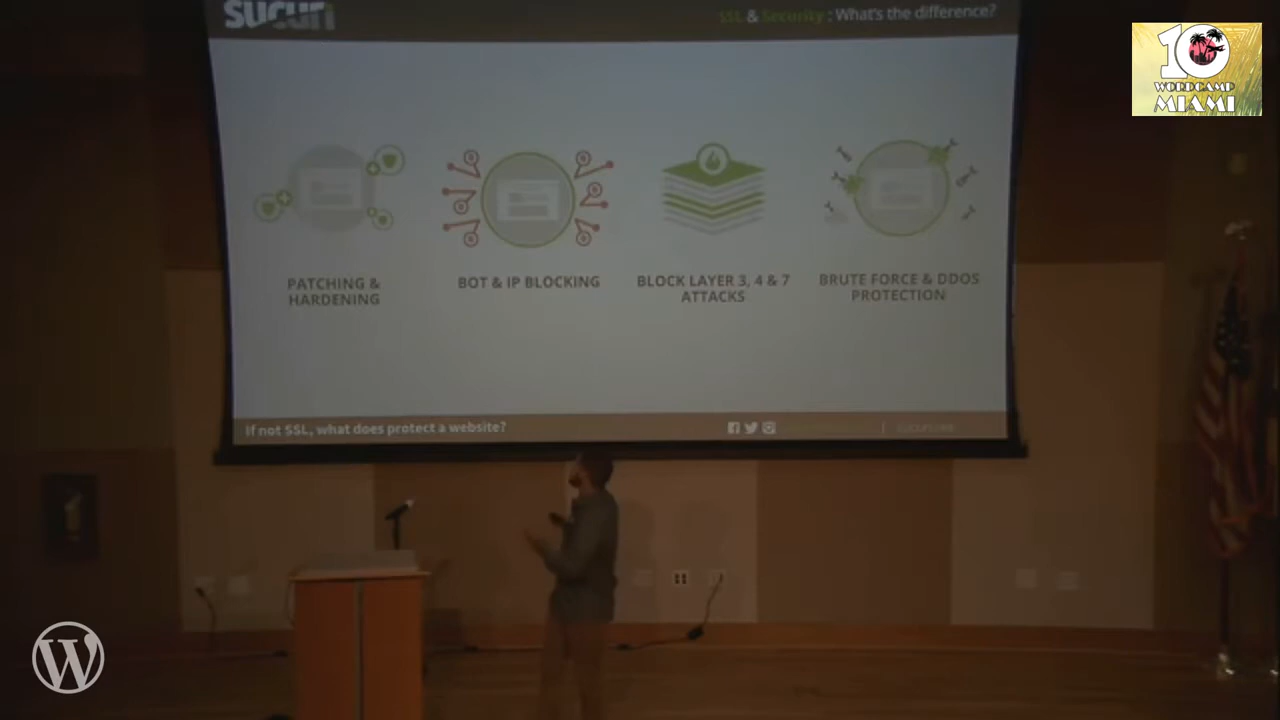 SUCURI
SSL & Security : What's the difference?
10
WORDCAMP
MIAMI
PATCHING &
HARDENING
BOT & IP BLOCKING
BLOCK LAYER 3, 4 & 7
ATTACKS
BRUTE FORCE & DDOS
PROTECTION
If not SSL, what does protect a website?
W